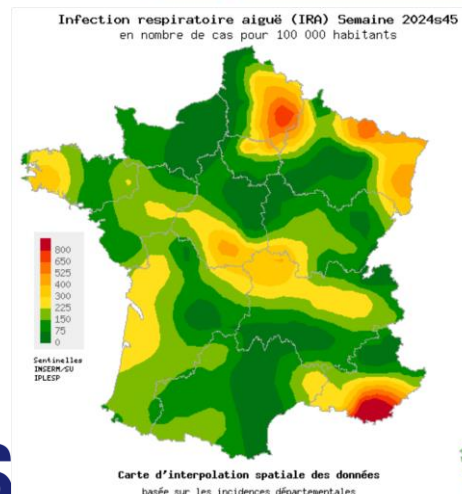 Infection respiratoire aiguë (IRA) Semaine 2024s45
en nombre de cas pour 100 000 habitants
800
650
525
400
300
225
150
75
0
Sentinelles
INSERM/SU
IPLESP
S
Carte d'interpolation spatiale des données
basée sur les incidences départementales